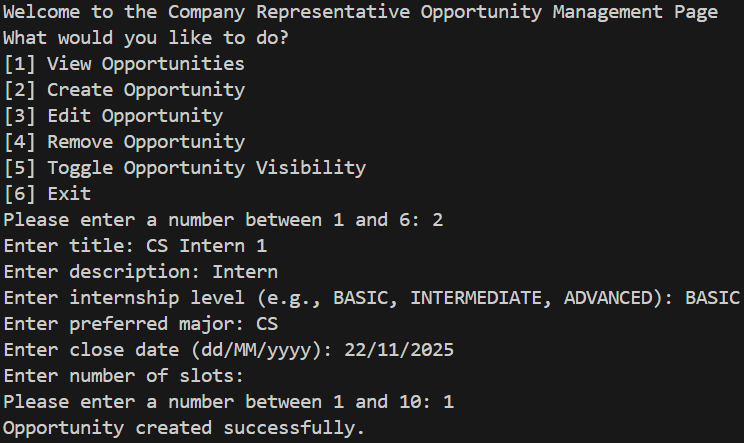 Welcome to the Company Representative Opportunity Management Page
What would you like to do?
[1] View Opportunities
[2] Create Opportunity
[3] Edit Opportunity
[4] Remove Opportunity
[5] Toggle Opportunity Visibility
[6] Exit
Please enter a number between 1 and 6: 2
Enter title: CS Intern 1
Enter description: Intern
Enter internship level (e.g., BASIC, INTERMEDIATE, ADVANCED): BASIC
Enter preferred major: CS
Enter close date (dd/MM/yyyy): 22/11/2025
Enter number of slots:
Please enter a number between 1 and 10: 1
Opportunity created successfully.